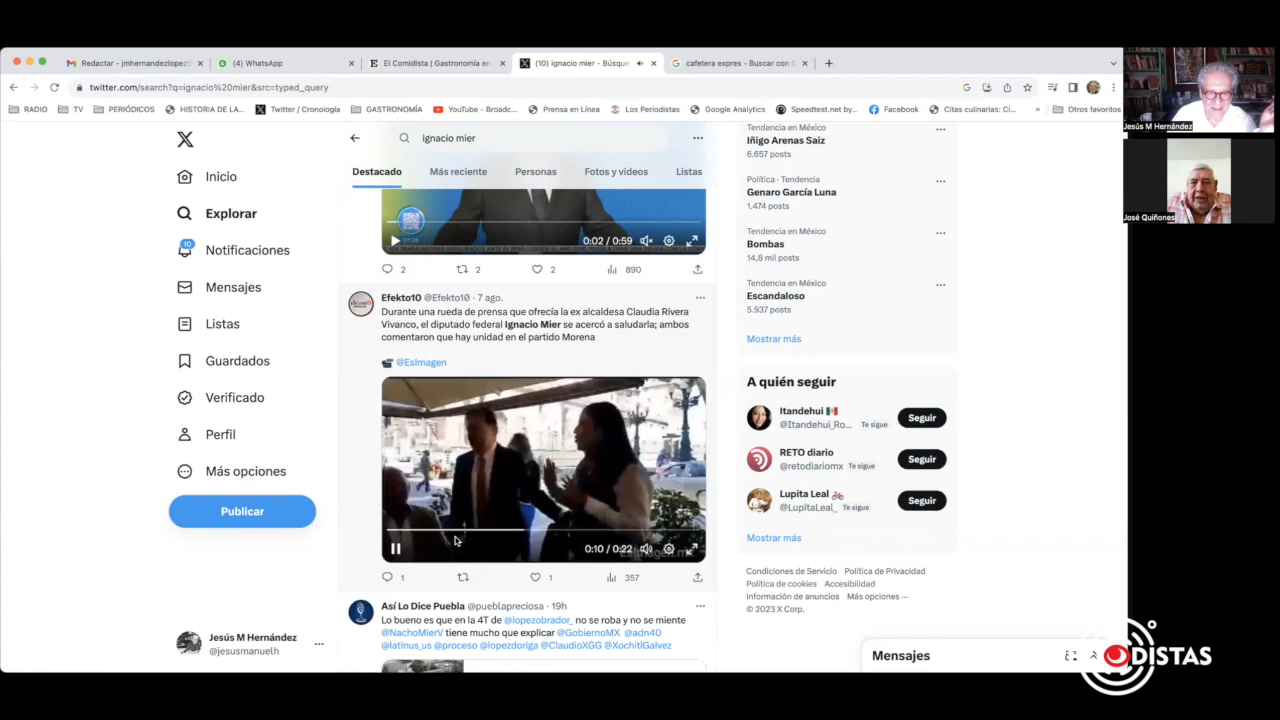 Redactar - jmhernandezlopez@
(4) WhatsApp
El Comidista | Gastronomía en
(10) ignacio mier - Búsque
cafetera expres - Buscar con G
twitter.com/search?q=ignacio%20mier&src=typed_query
RADIO
TV
PERIÓDICOS
HISTORIA DE LA...
Twitter / Cronología
GASTRONOMÍA
YouTube - Broadc...
Prensa en Línea
Los Periodistas
Google Analytics
Speedtest.net by...
Facebook
Citas culinarias: Ci...
»
Otros favoritos
Jesús M Hernández
José Quiñones
Inicio
Explorar
10
Notificaciones
Mensajes
Listas
Guardados
Verificado
Perfil
Más opciones
Publicar
Jesús M Hernández
@jesusmanuelh
ignacio mier
Destacado
Más reciente
Personas
Fotos y videos
Listas
0:02 / 0:59
2
2
2
890
Efekto10 @Efekto10 · 7 ago.
Durante una rueda de prensa que ofrecía la ex alcaldesa Claudia Rivera
Vivanco, el diputado federal Ignacio Mier se acercó a saludarla; ambos
comentaron que hay unidad en el partido Morena
@EsImagen
0:10 / 0:22
1
1
357
Así Lo Dice Puebla @pueblapreciosa · 19h
Lo bueno es que en la 4T de @lopezobrador_ no se roba y no se miente
@NachoMierV tiene mucho que explicar @GobiernoMX @adn40
@latinus_us @proceso @lopezdoriga @ClaudioXGG @XochitlGalvez
Tendencia en México
Iñigo Arenas Saiz
6.657 posts
Política · Tendencia
Genaro García Luna
1.474 posts
Tendencia en México
Bombas
14,8 mil posts
Tendencia en México
Escandaloso
5.937 posts
Mostrar más
A quién seguir
Itandehui
@Itandehui_Ro... Te sigue
Seguir
RETO diario
@retodiariomx Te sigue
Seguir
Lupita Leal
@LupitaLeal_ Te sigue
Seguir
Mostrar más
Condiciones de Servicio Política de Privacidad
Política de cookies Accesibilidad
Información de anuncios Más opciones ···
© 2023 X Corp.
Mensajes
DISTAS